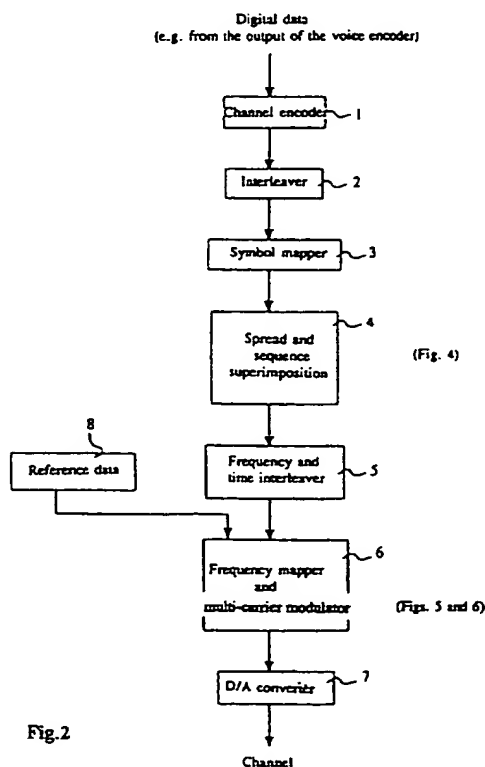 Digital data
(e.g. from the output of the voice encoder)
Channel encoder
1
Interleaver
2
Symbol mapper
3
4
Spread and
sequence
superimposition
(Fig. 4)
8
Reference data
Frequency and
time interleaver
5
6
Frequency mapper
and
multi-carrier modulator
(Figs. 5 and 6)
7
D/A converter
Fig.2
Channel